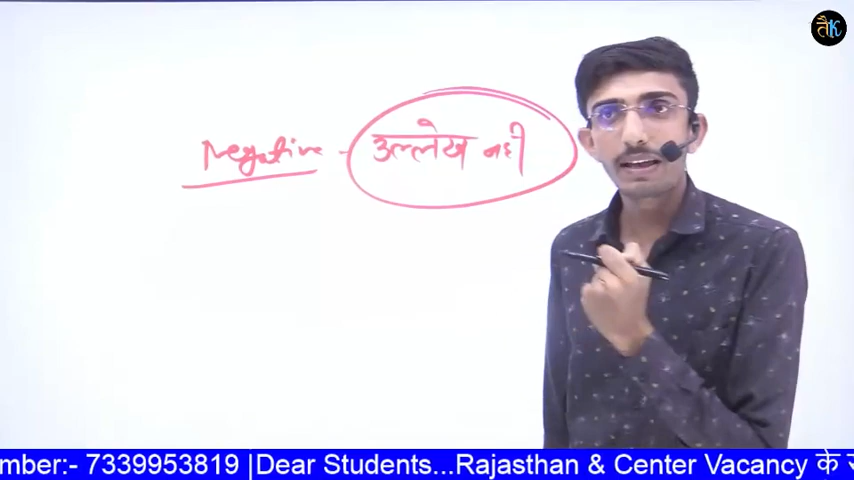 तैK
Negative - उल्लेख नही
mber:- 7339953819 |Dear Students...Rajasthan & Center Vacancy के